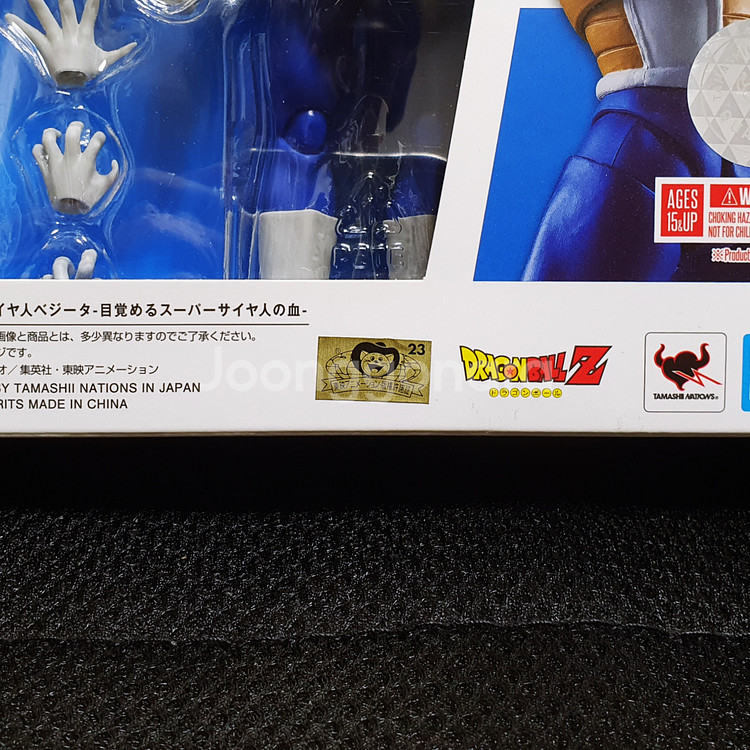 AGES
15&UP
CHOKING HAZ
NOT FOR CHIL
※Product
イヤ人ベジータ-目覚めるスーパーサイヤ人の血-
画像と商品とは、多少異なりますのでご了承ください。
ジです。
オ／集英社・東映アニメーション
BY TAMASHII NATIONS IN JAPAN
RITS MADE IN CHINA
23
DRAGONBALL Z
ドラゴンボール
TAMASHII NATIONS